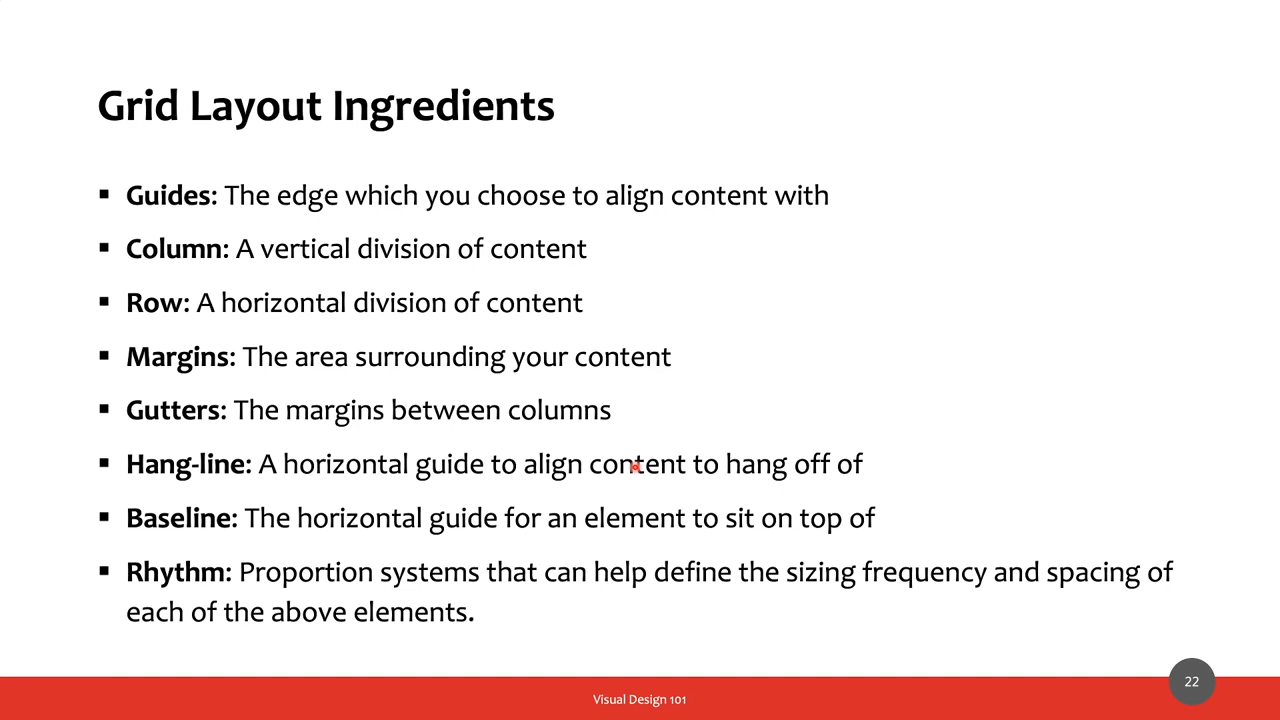 Grid Layout Ingredients
▪ Guides: The edge which you choose to align content with
▪ Column: A vertical division of content
▪ Row: A horizontal division of content
▪ Margins: The area surrounding your content
▪ Gutters: The margins between columns
▪ Hang-line: A horizontal guide to align content to hang off of
▪ Baseline: The horizontal guide for an element to sit on top of
▪ Rhythm: Proportion systems that can help define the sizing frequency and spacing of
each of the above elements.
22
Visual Design 101